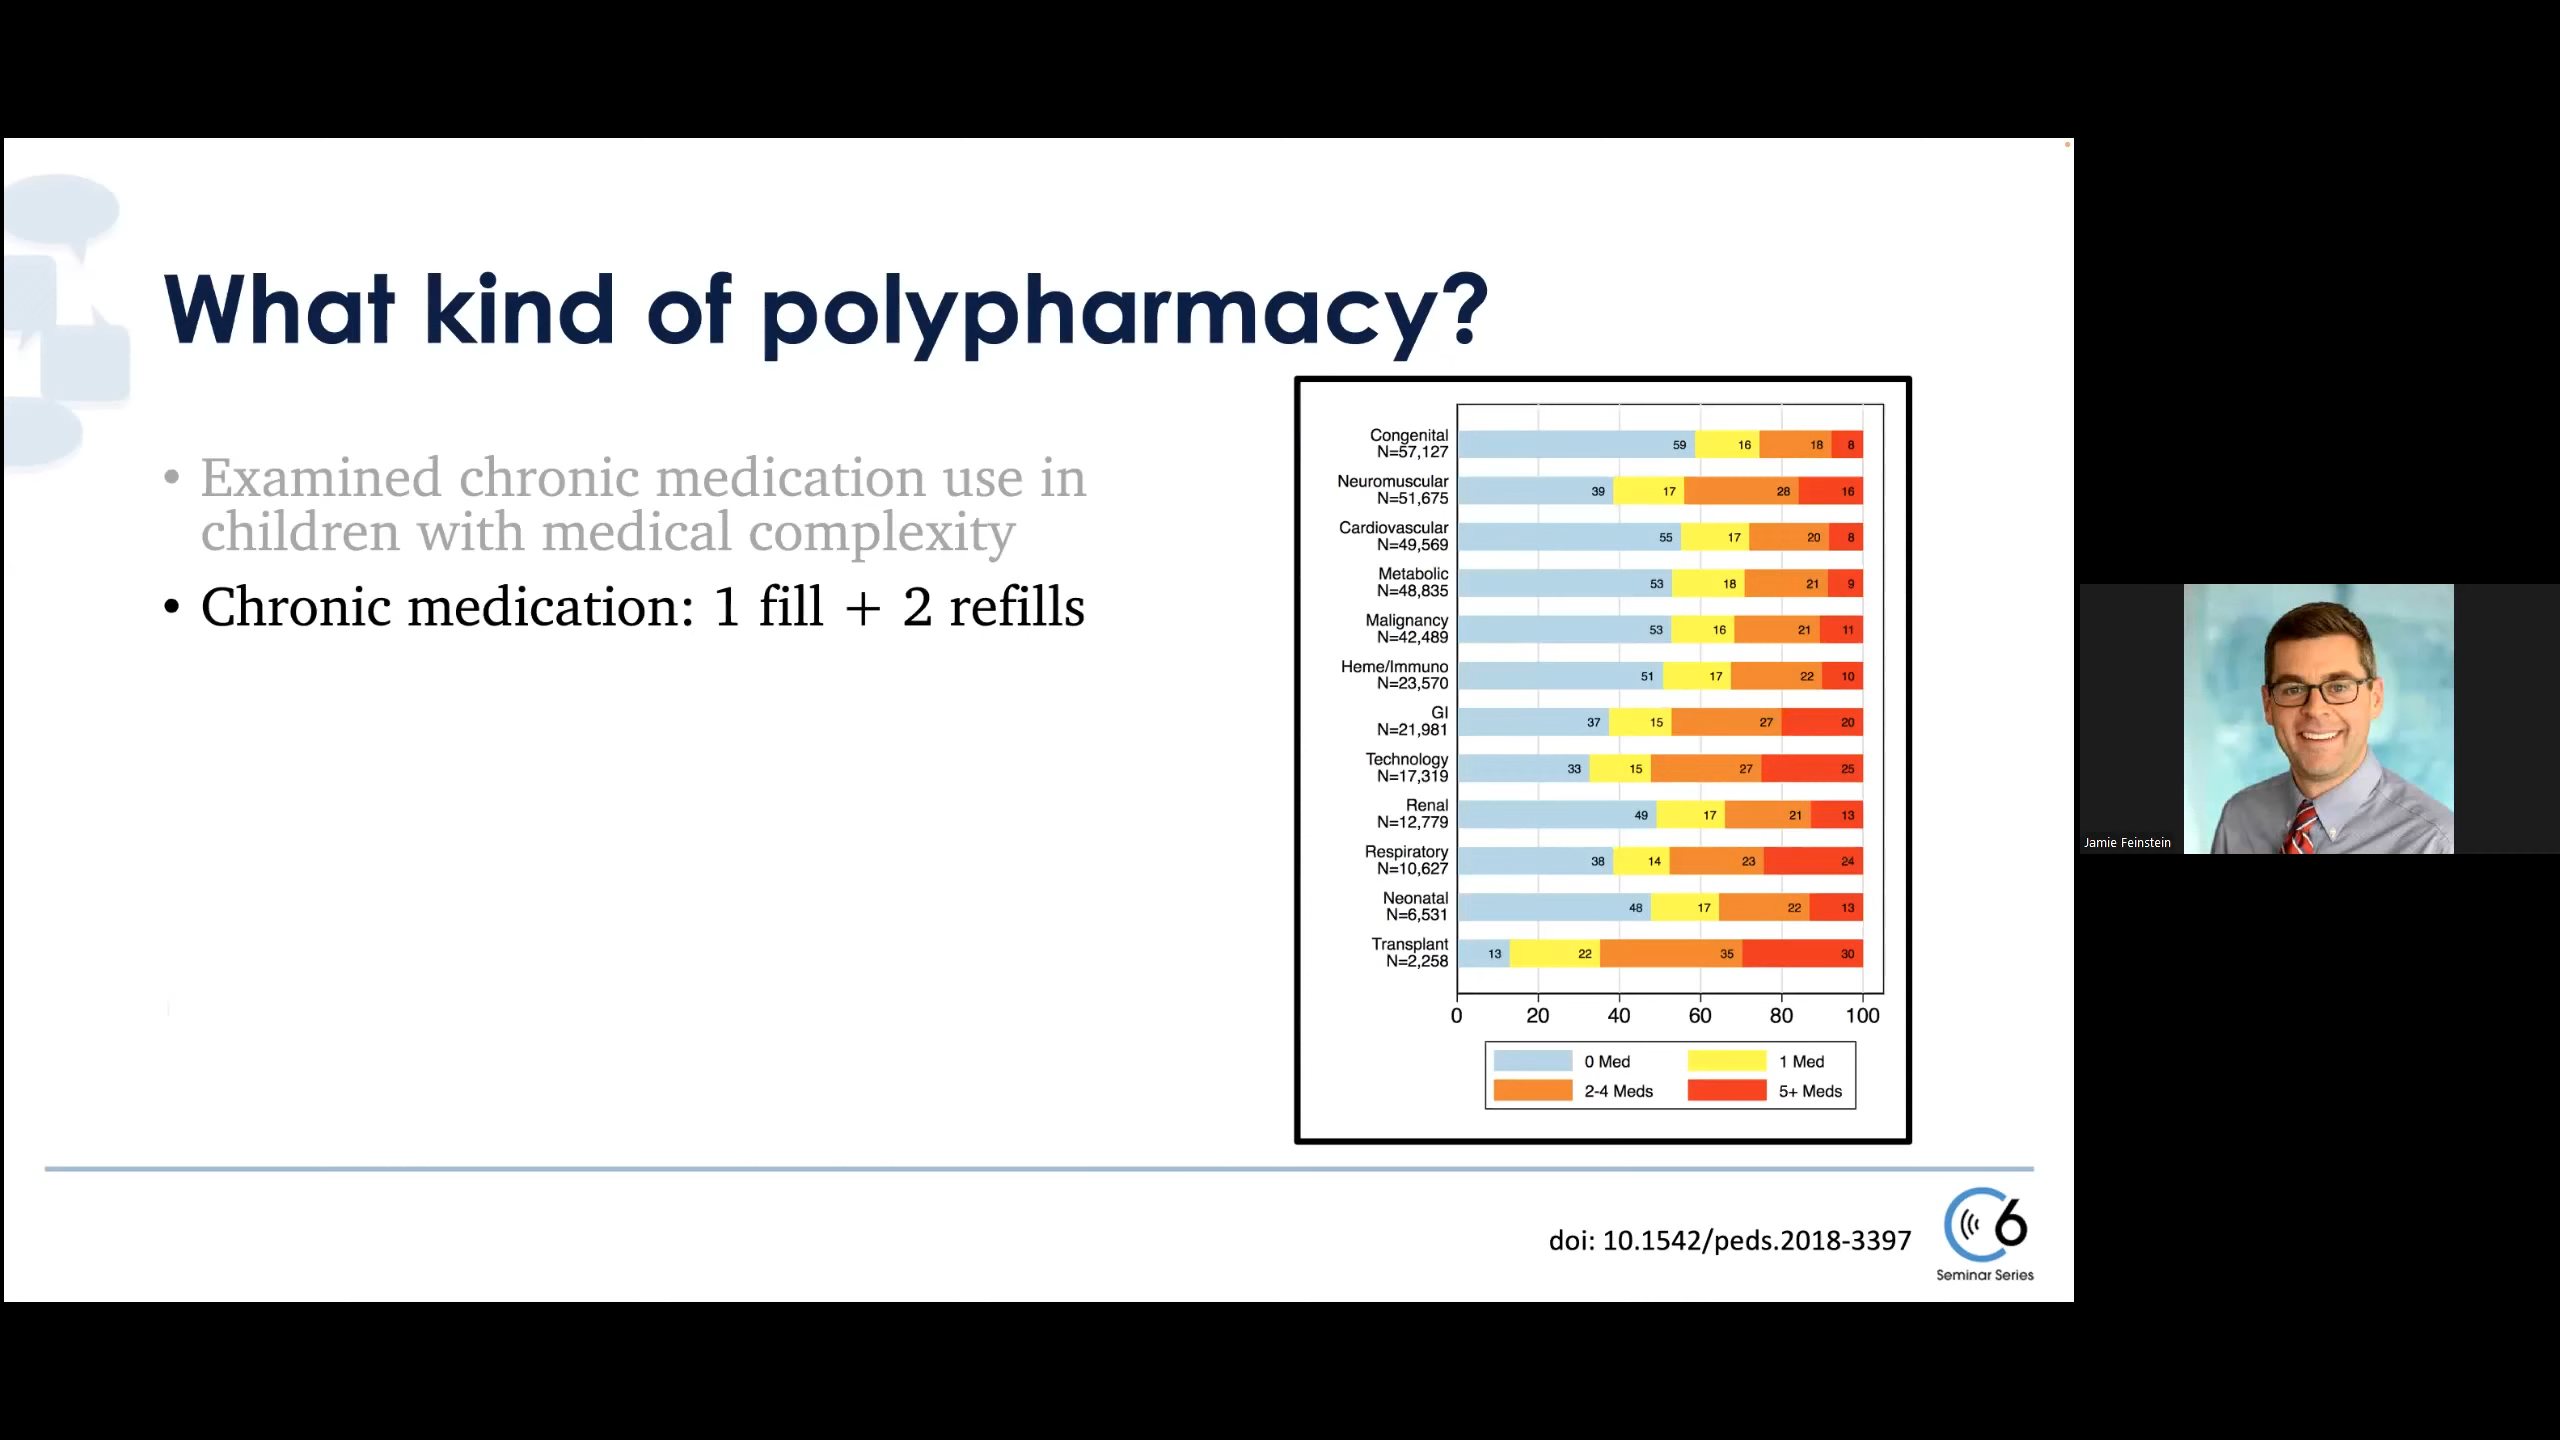 What kind of polypharmacy?
• Examined chronic medication use in
children with medical complexity
• Chronic medication: 1 fill + 2 refills
Congenital
N=57,127
59 16 18 8
Neuromuscular
N=51,675
39 17 28 16
Cardiovascular
N=49,569
55 17 20 8
Metabolic
N=48,835
53 18 21 9
Malignancy
N=42,489
53 16 21 11
Heme/Immuno
N=23,570
51 17 22 10
GI
N=21,981
37 15 27 20
Technology
N=17,319
33 15 27 25
Renal
N=12,779
49 17 21 13
Respiratory
N=10,627
38 14 23 24
Neonatal
N=6,531
48 17 22 13
Transplant
N=2,258
13 22 35 30
0 20 40 60 80 100
0 Med 1 Med
2-4 Meds 5+ Meds
doi: 10.1542/peds.2018-3397
C6
Seminar Series
Jamie Feinstein